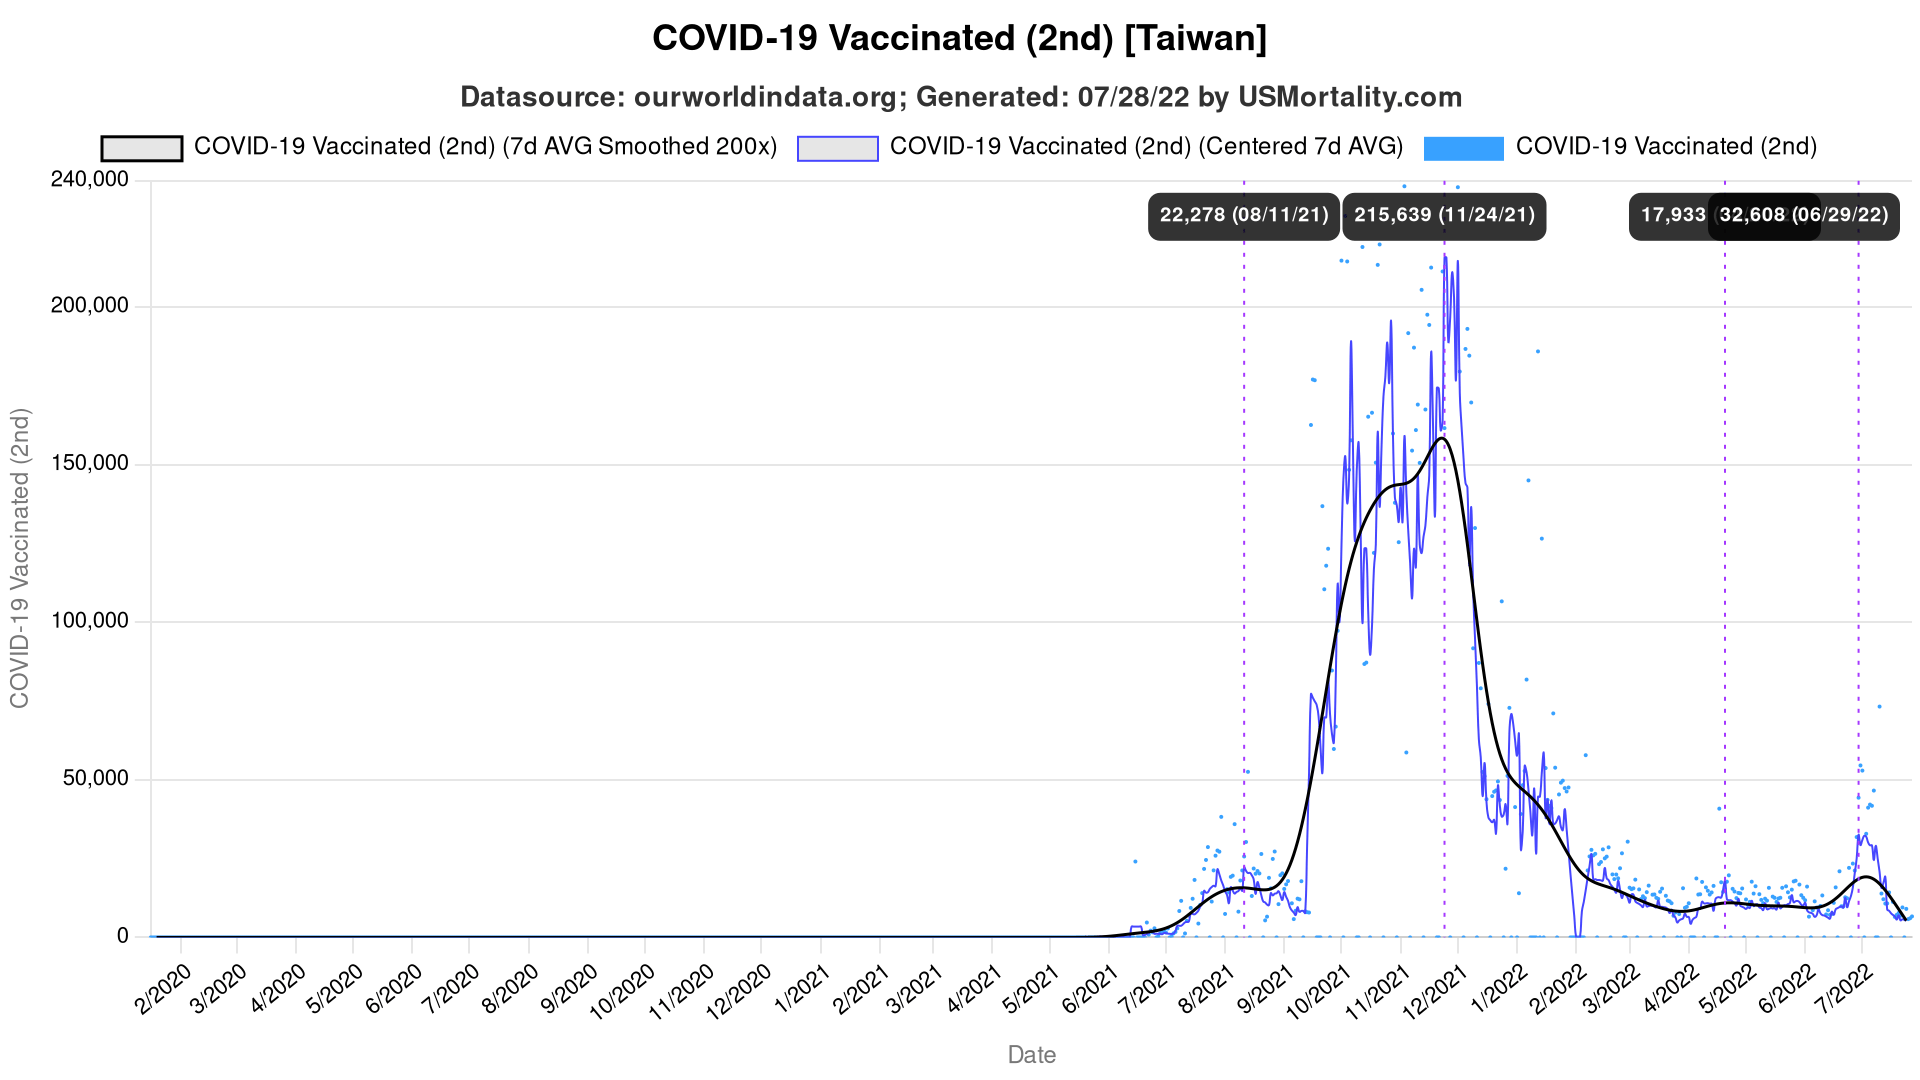 COVID-19 Vaccinated (2nd) [Taiwan]
Datasource: ourworldindata.org; Generated: 07/28/22 by USMortality.com
COVID-19 Vaccinated (2nd) (7d AVG Smoothed 200x) COVID-19 Vaccinated (2nd) (Centered 7d AVG) COVID-19 Vaccinated (2nd)
22,278 (08/11/21) 215,639 (11/24/21) 17,933 32,608 (06/29/22)
COVID-19 Vaccinated (2nd)
240,000
200,000
150,000
100,000
50,000
0
2/2020 3/2020 4/2020 5/2020 6/2020 7/2020 8/2020 9/2020 10/2020 11/2020 12/2020 1/2021 2/2021 3/2021 4/2021 5/2021 6/2021 7/2021 8/2021 9/2021 10/2021 11/2021 12/2021 1/2022 2/2022 3/2022 4/2022 5/2022 6/2022 7/2022
Date